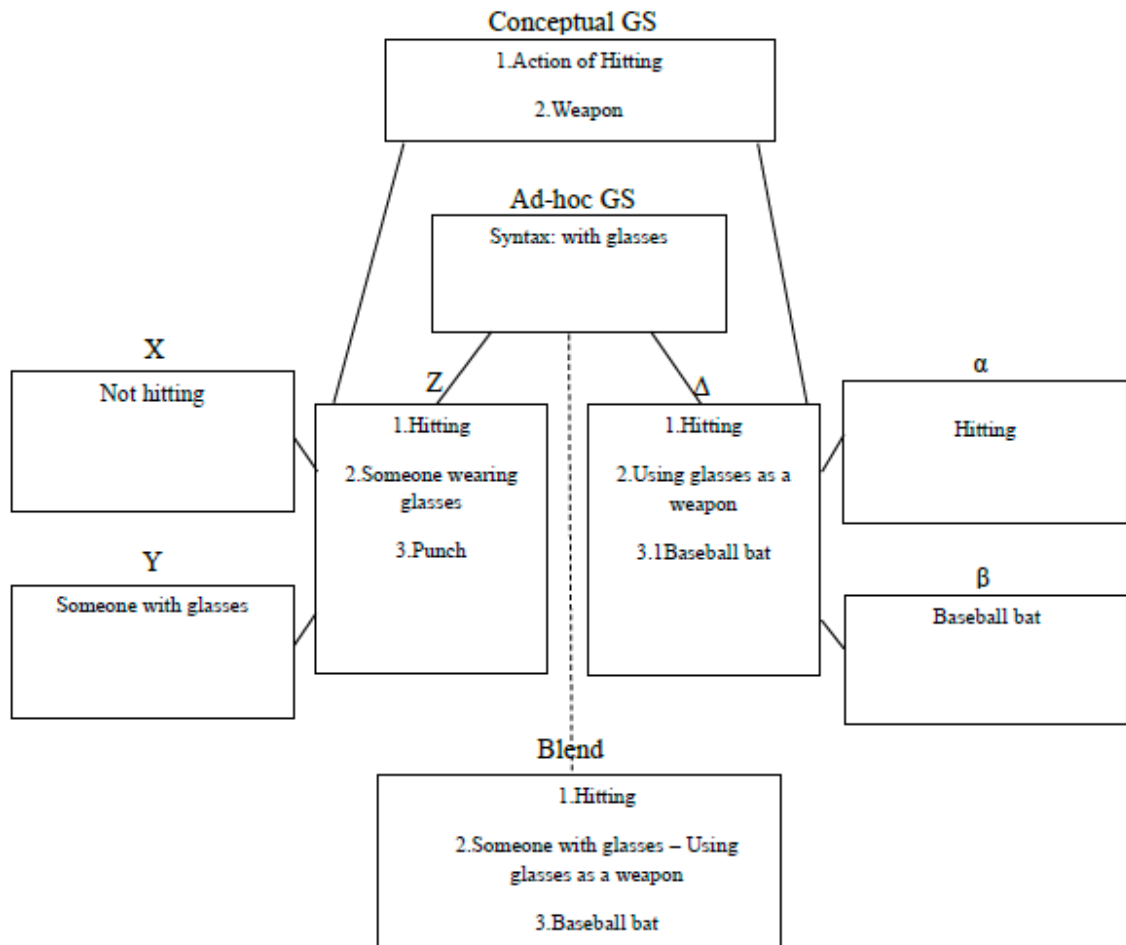 Conceptual GS
1.Action of Hitting
2.Weapon
Ad-hoc GS
Syntax: with glasses
X
Not hitting
Y
Someone with glasses
Z
1.Hitting
2.Someone wearing
glasses
3.Punch
Δ
1.Hitting
2.Using glasses as a
weapon
3.1Baseball bat
α
Hitting
β
Baseball bat
Blend
1.Hitting
2.Someone with glasses – Using
glasses as a weapon
3.Baseball bat